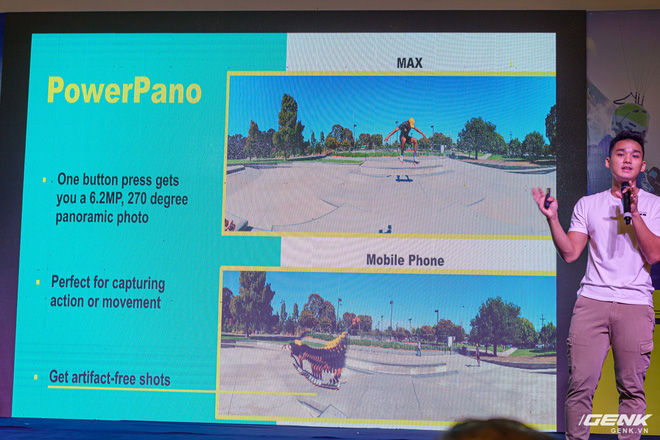 PowerPano
One button press gets
you a 6.2MP, 270 degree
panoramic photo
Perfect for capturing
action or movement
Get artifact-free shots
MAX
Mobile Phone
GENK
GENK.VN